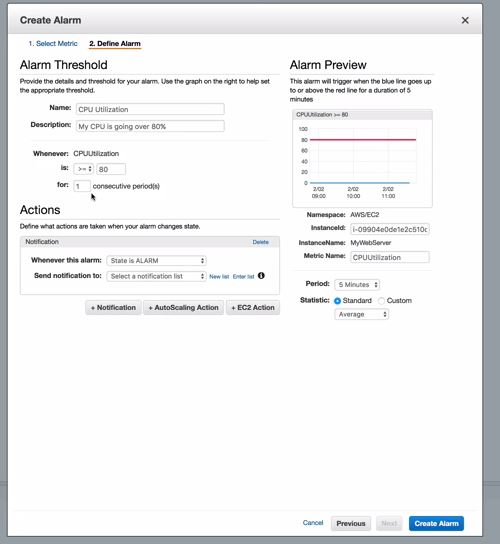 Create Alarm
1. Select Metric
2. Define Alarm
Alarm Threshold
Provide the details and threshold for your alarm. Use the graph on the right to help set
the appropriate threshold.
Name: CPU Utilization
Description: My CPU is going over 80%
Whenever: CPUUtilization
is: >= 80
for: 1 consecutive period(s)
Actions
Define what actions are taken when your alarm changes state.
Notification Delete
Whenever this alarm: State is ALARM
Send notification to: Select a notification list New list Enter list
+ Notification + AutoScaling Action + EC2 Action
Alarm Preview
This alarm will trigger when the blue line goes up
to or above the red line for a duration of 5
minutes
CPUUtilization >= 80
100
80
60
40
20
0
2/02 2/02 2/02
09:00 10:00 11:00
Namespace: AWS/EC2
InstanceId: i-09904e0de1e2c510
InstanceName: MyWebServer
Metric Name: CPUUtilization
Period: 5 Minutes
Statistic: Standard Custom
Average
Cancel Previous Next Create Alarm